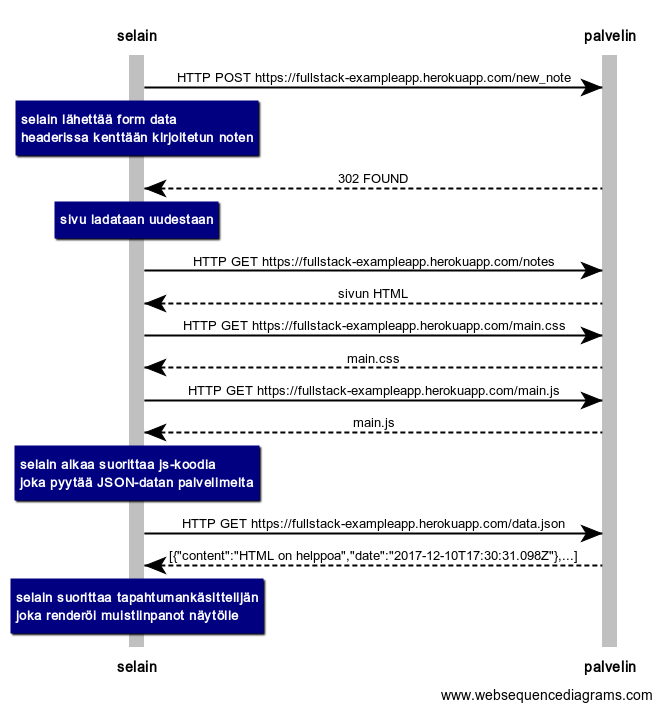 selain palvelin
HTTP POST https://fullstack-exampleapp.herokuapp.com/new_note
selain lähettää form data
headerissa kenttään kirjoitetun noten
302 FOUND
sivu ladataan uudestaan
HTTP GET https://fullstack-exampleapp.herokuapp.com/notes
sivun HTML
HTTP GET https://fullstack-exampleapp.herokuapp.com/main.css
main.css
HTTP GET https://fullstack-exampleapp.herokuapp.com/main.js
main.js
selain alkaa suorittaa js-koodia
joka pyytää JSON-datan palvelimelta
HTTP GET https://fullstack-exampleapp.herokuapp.com/data.json
[{"content":"HTML on helppoa","date":"2017-12-10T17:30:31.098Z"},...]
selain suorittaa tapahtumankäsittelijän
joka renderöi muistiinpanot näytölle
selain palvelin
www.websequencediagrams.com